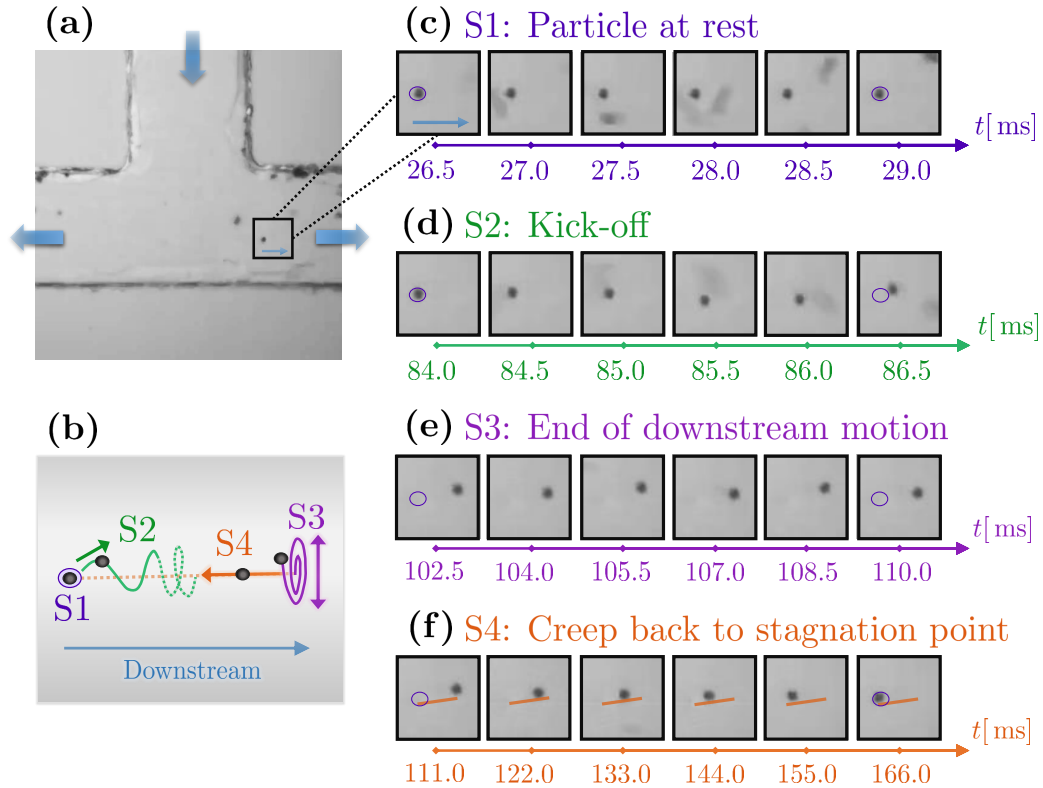 (a)
(b)
S2
S3
S4
S1
Downstream
(c) S1: Particle at rest
t[ms]
26.5 27.0 27.5 28.0 28.5 29.0
(d) S2: Kick-off
t[ms]
84.0 84.5 85.0 85.5 86.0 86.5
(e) S3: End of downstream motion
t[ms]
102.5 104.0 105.5 107.0 108.5 110.0
(f) S4: Creep back to stagnation point
t[ms]
111.0 122.0 133.0 144.0 155.0 166.0